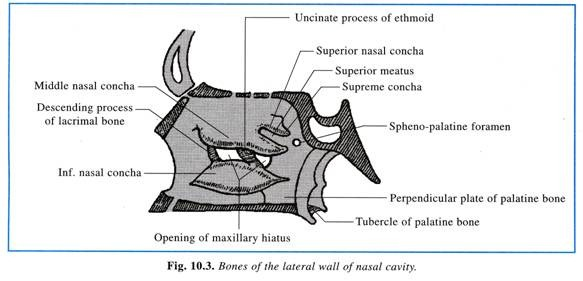 Uncinate process of ethmoid
Superior nasal concha
Superior meatus
Supreme concha
Middle nasal concha
Descending process
of lacrimal bone
Spheno-palatine foramen
Inf. nasal concha
Perpendicular plate of palatine bone
Tubercle of palatine bone
Opening of maxillary hiatus
Fig. 10.3. Bones of the lateral wall of nasal cavity.